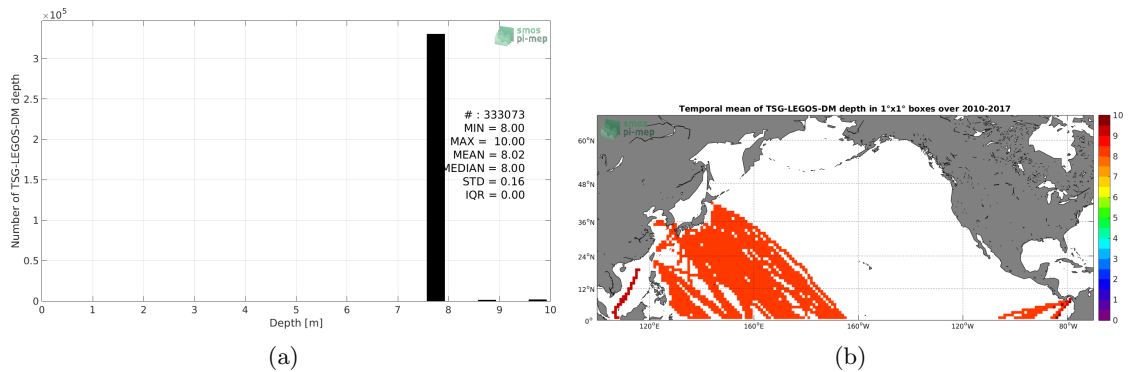 ×10⁵
smos
pi-mep
3
2.5
2
1.5
1
0.5
0
Number of TSG-LEGOS-DM depth
# : 333073
MIN = 8.00
MAX = 10.00
MEAN = 8.02
MEDIAN = 8.00
STD = 0.16
IQR = 0.00
0 1 2 3 4 5 6 7 8 9 10
Depth [m]
(a)
Temporal mean of TSG-LEGOS-DM depth in 1°x1° boxes over 2010-2017
smos
pi-mep
60°N
48°N
36°N
24°N
12°N
0°
120°E 160°E 160°W 120°W 80°W
10
9
8
7
6
5
4
3
2
1
0
(b)